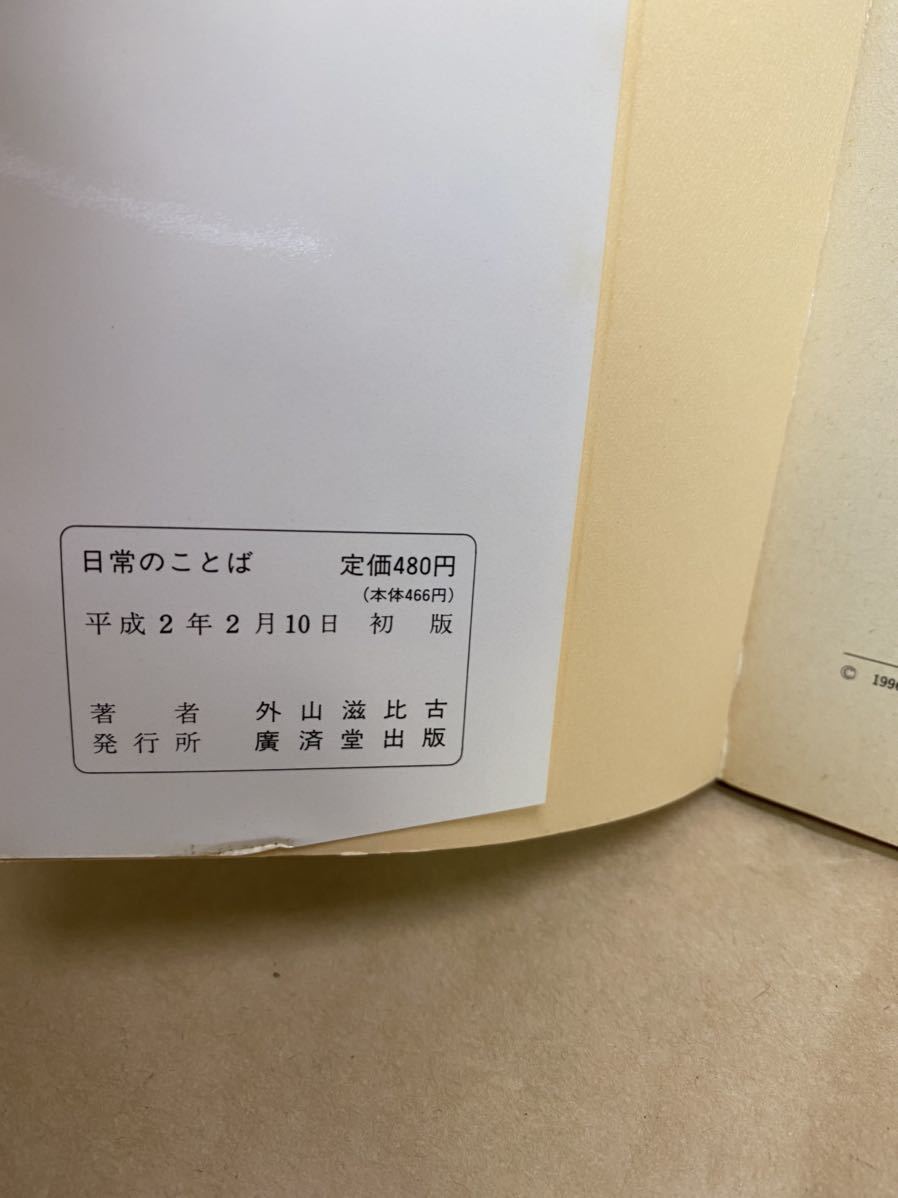 日常のことば 定価480円
(本体466円)
平成2年2月10日 初版
著者 外山滋比古
発行所 廣済堂出版
© 199